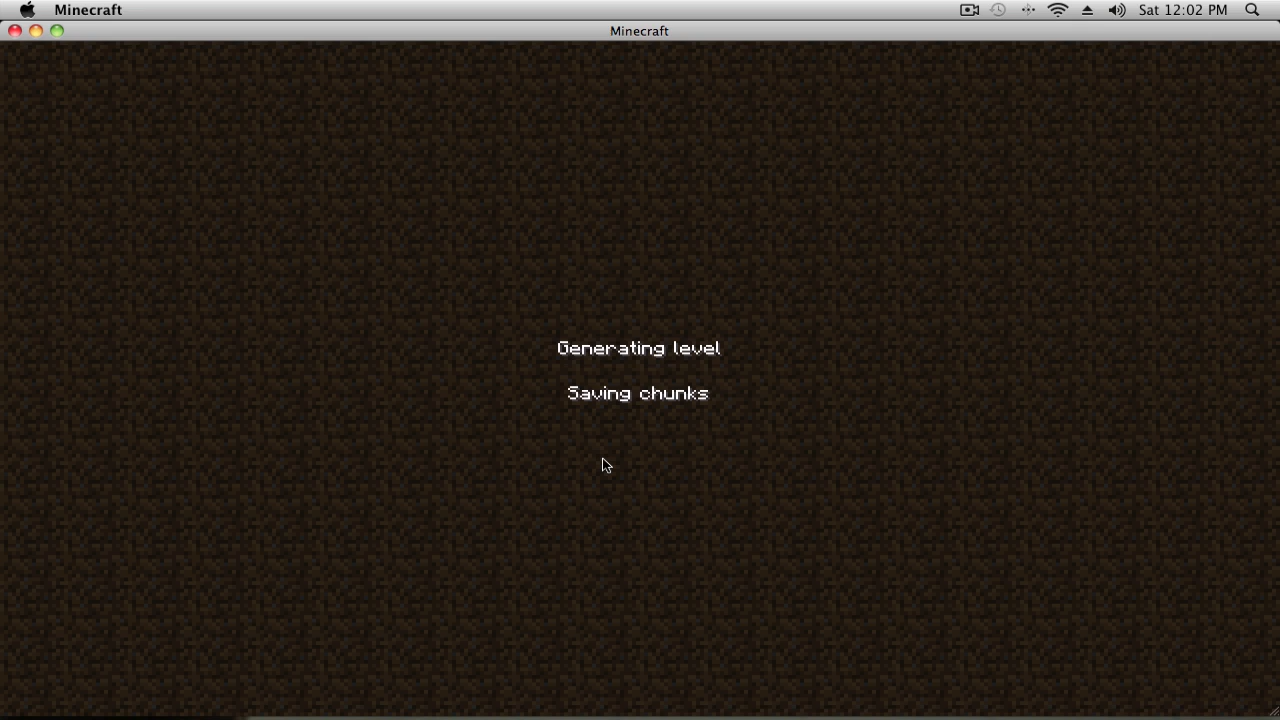 Minecraft
Sat 12:02 PM
Minecraft
Generating level
Saving chunks